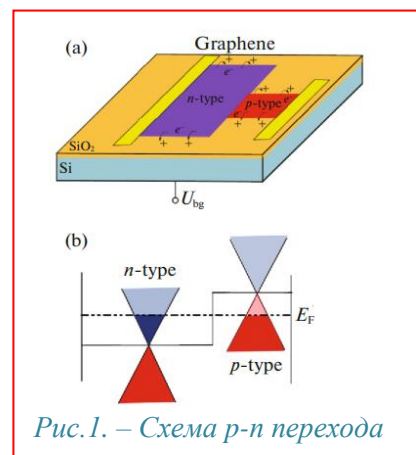 (a)
Graphene
e⁻
n-type
p-type
e⁻
e⁻
e⁻
SiO₂
Si
U_bg
(b)
n-type
E_F
p-type
Рис.1. – Схема p-n перехода